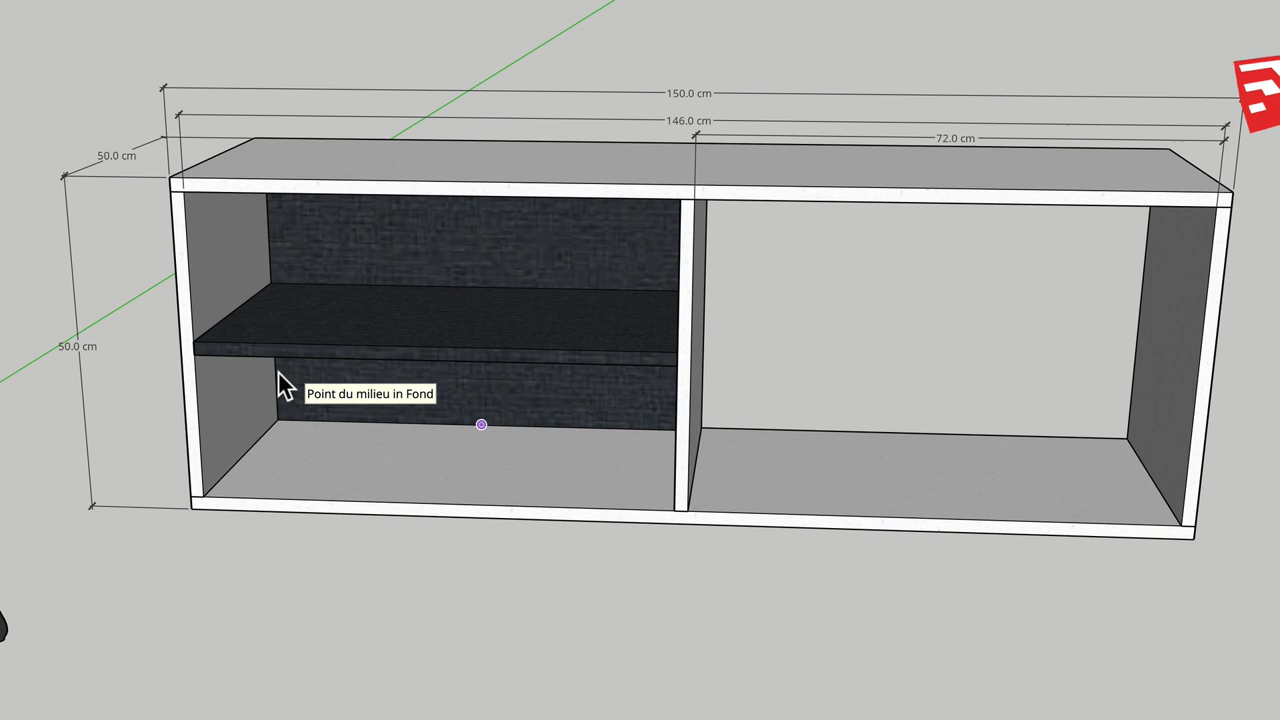 150.0 cm
146.0 cm
72.0 cm
50.0 cm
50.0 cm
Point du milieu in Fond